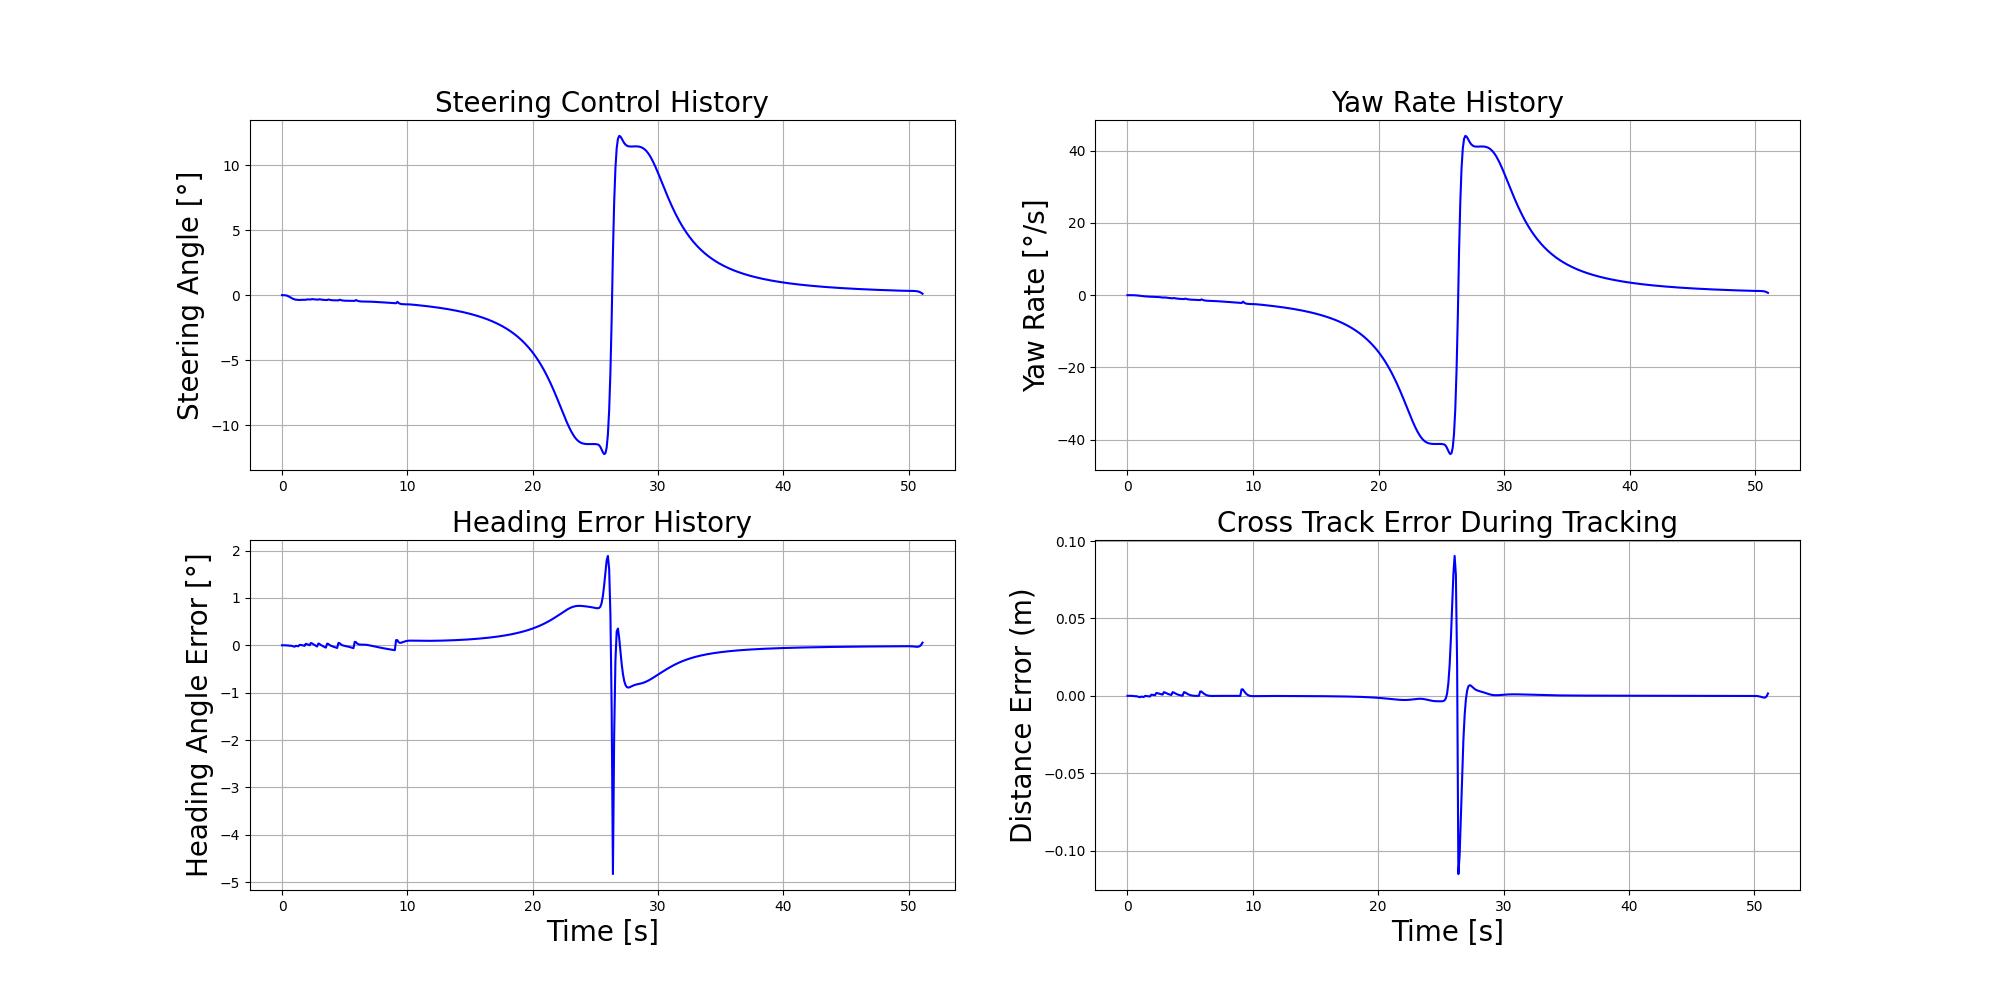 Steering Control History
Steering Angle [°]
10
5
0
−5
−10
0 10 20 30 40 50
Yaw Rate History
Yaw Rate [°/s]
40
20
0
−20
−40
0 10 20 30 40 50
Heading Error History
Heading Angle Error [°]
2
1
0
−1
−2
−3
−4
−5
0 10 20 30 40 50
Time [s]
Cross Track Error During Tracking
Distance Error (m)
0.10
0.05
0.00
−0.05
−0.10
0 10 20 30 40 50
Time [s]